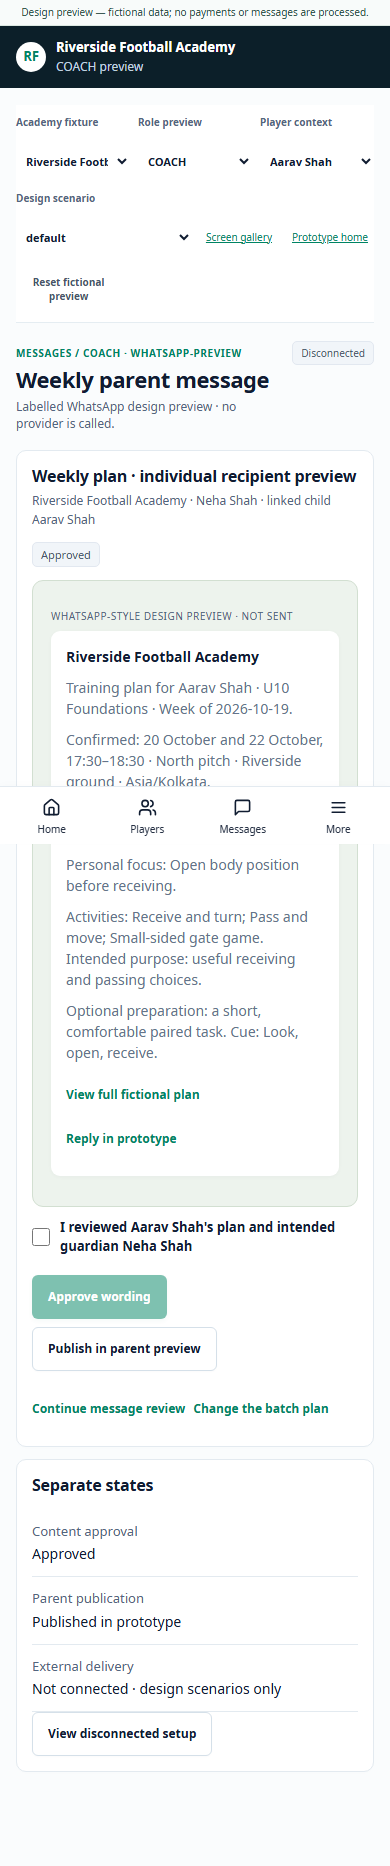 Design preview — fictional data; no payments or messages are processed.
RF
Riverside Football Academy
COACH preview
Academy fixture
Role preview
Player context
Riverside Footb
COACH
Aarav Shah
Design scenario
default
Screen gallery
Prototype home
Reset fictional
preview
MESSAGES / COACH · WHATSAPP-PREVIEW
Disconnected
Weekly parent message
Labelled WhatsApp design preview · no
provider is called.
Weekly plan · individual recipient preview
Riverside Football Academy · Neha Shah · linked child
Aarav Shah
Approved
WHATSAPP-STYLE DESIGN PREVIEW · NOT SENT
Riverside Football Academy
Training plan for Aarav Shah · U10
Foundations · Week of 2026-10-19.
Confirmed: 20 October and 22 October,
17:30–18:30 · North pitch · Riverside
ground · Asia/Kolkata.
Home
Players
Messages
More
Personal focus: Open body position
before receiving.
Activities: Receive and turn; Pass and
move; Small-sided gate game.
Intended purpose: useful receiving
and passing choices.
Optional preparation: a short,
comfortable paired task. Cue: Look,
open, receive.
View full fictional plan
Reply in prototype
I reviewed Aarav Shah's plan and intended
guardian Neha Shah
Approve wording
Publish in parent preview
Continue message review
Change the batch plan
Separate states
Content approval
Approved
Parent publication
Published in prototype
External delivery
Not connected · design scenarios only
View disconnected setup